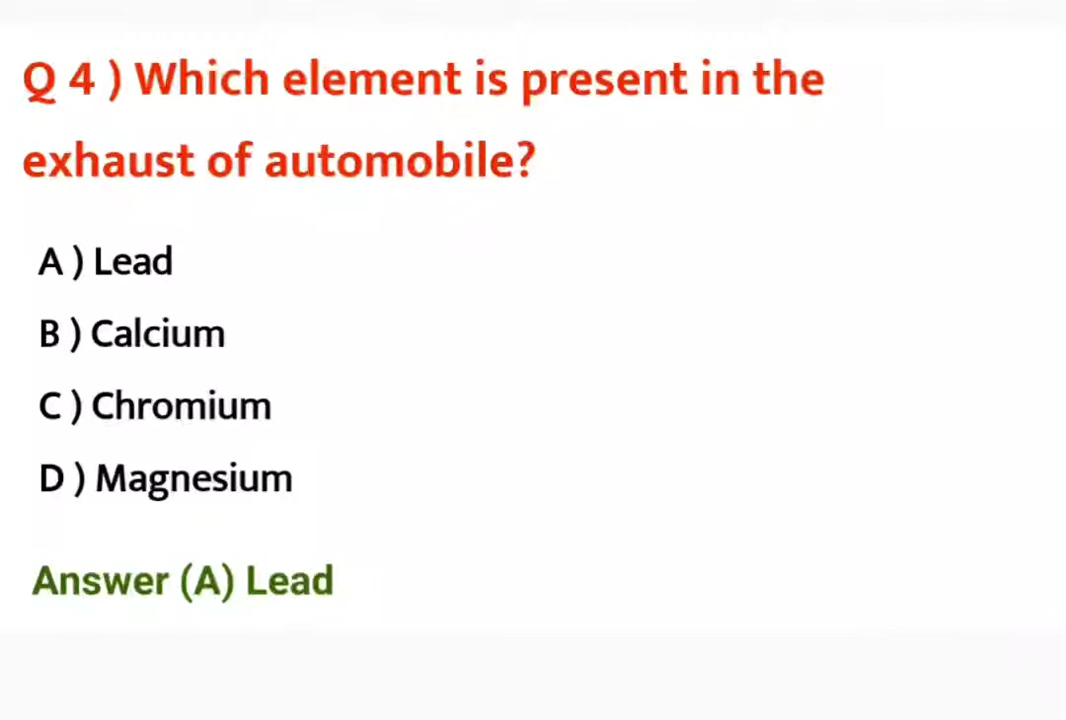 Q 4 ) Which element is present in the
exhaust of automobile?
A ) Lead
B ) Calcium
C ) Chromium
D ) Magnesium
Answer (A) Lead